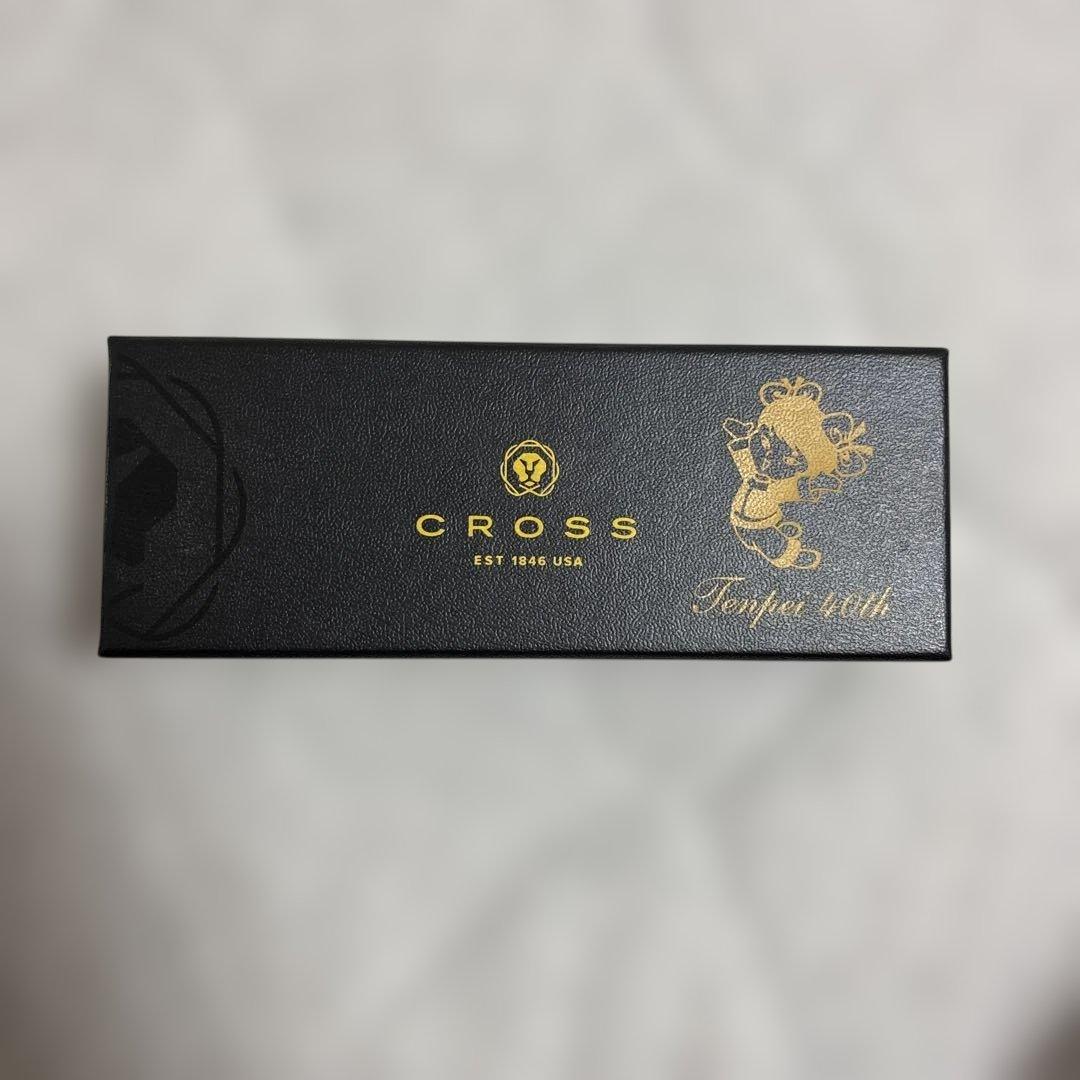 CROSS
EST 1846 USA
Tenpei 40th